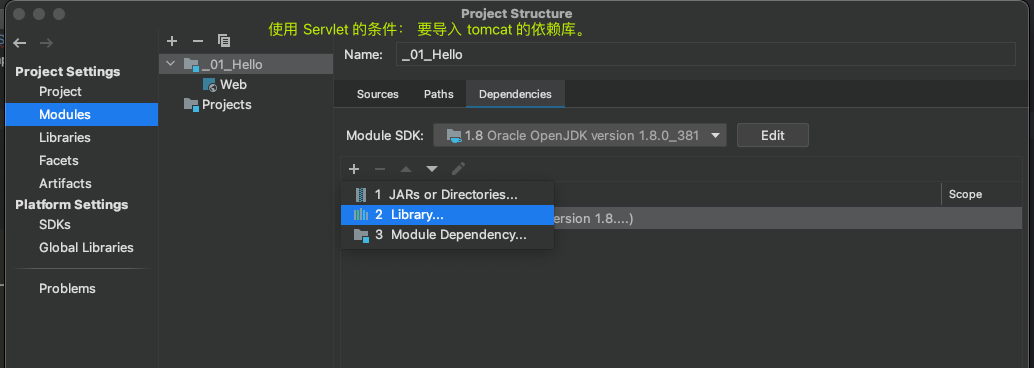 Project Structure
使用 Servlet 的条件： 要导入 tomcat 的依赖库。
Project Settings
Project
Modules
Libraries
Facets
Artifacts
Platform Settings
SDKs
Global Libraries
Problems
_01_Hello
Web
Projects
Name: _01_Hello
Sources Paths Dependencies
Module SDK: 1.8 Oracle OpenJDK version 1.8.0_381 Edit
Scope
1 JARs or Directories...
2 Library...
3 Module Dependency...
ersion 1.8....)